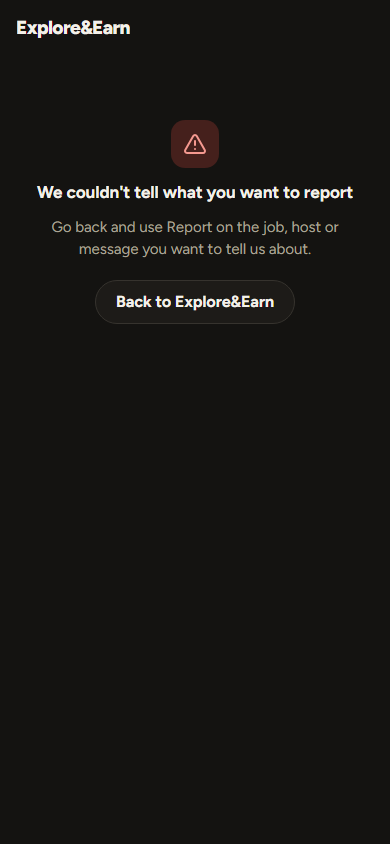 Explore&Earn
We couldn't tell what you want to report
Go back and use Report on the job, host or
message you want to tell us about.
Back to Explore&Earn